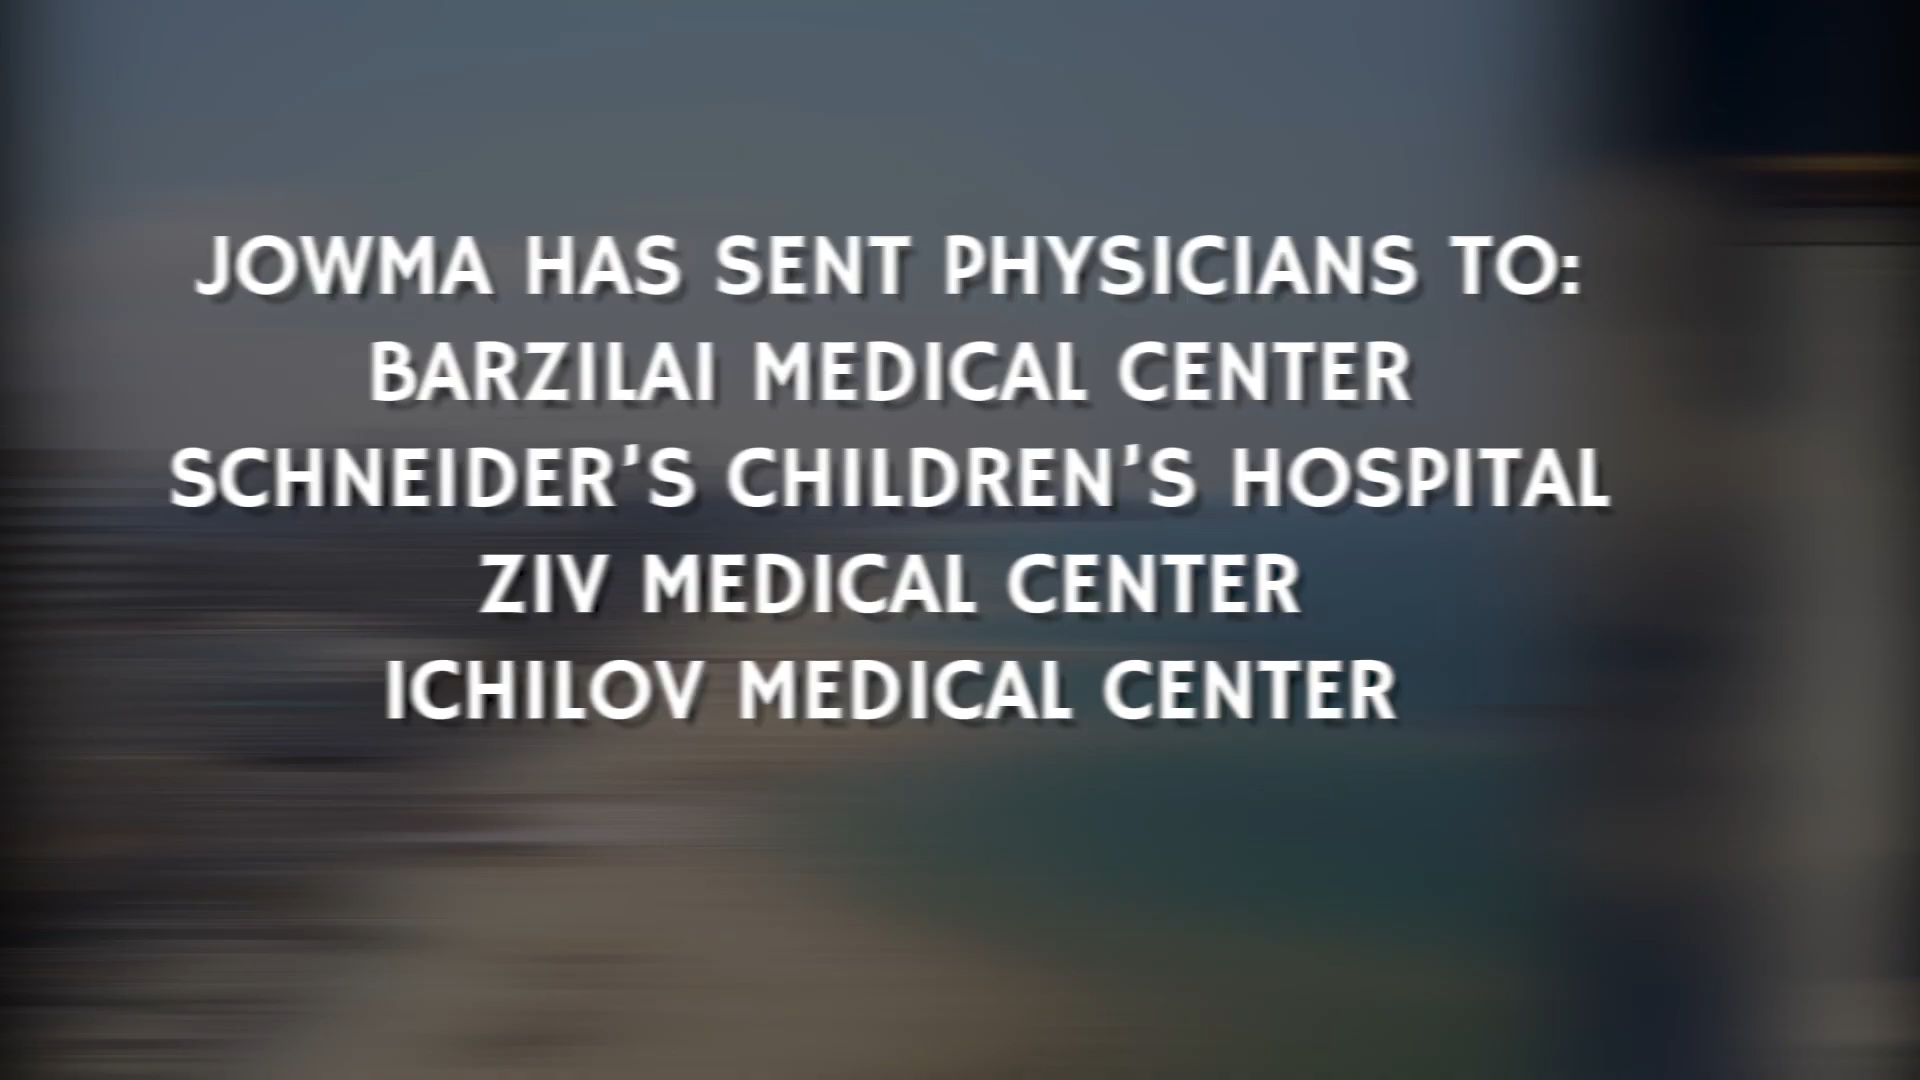 JOWMA HAS SENT PHYSICIANS TO:
BARZILAI MEDICAL CENTER
SCHNEIDER'S CHILDREN'S HOSPITAL
ZIV MEDICAL CENTER
ICHILOV MEDICAL CENTER